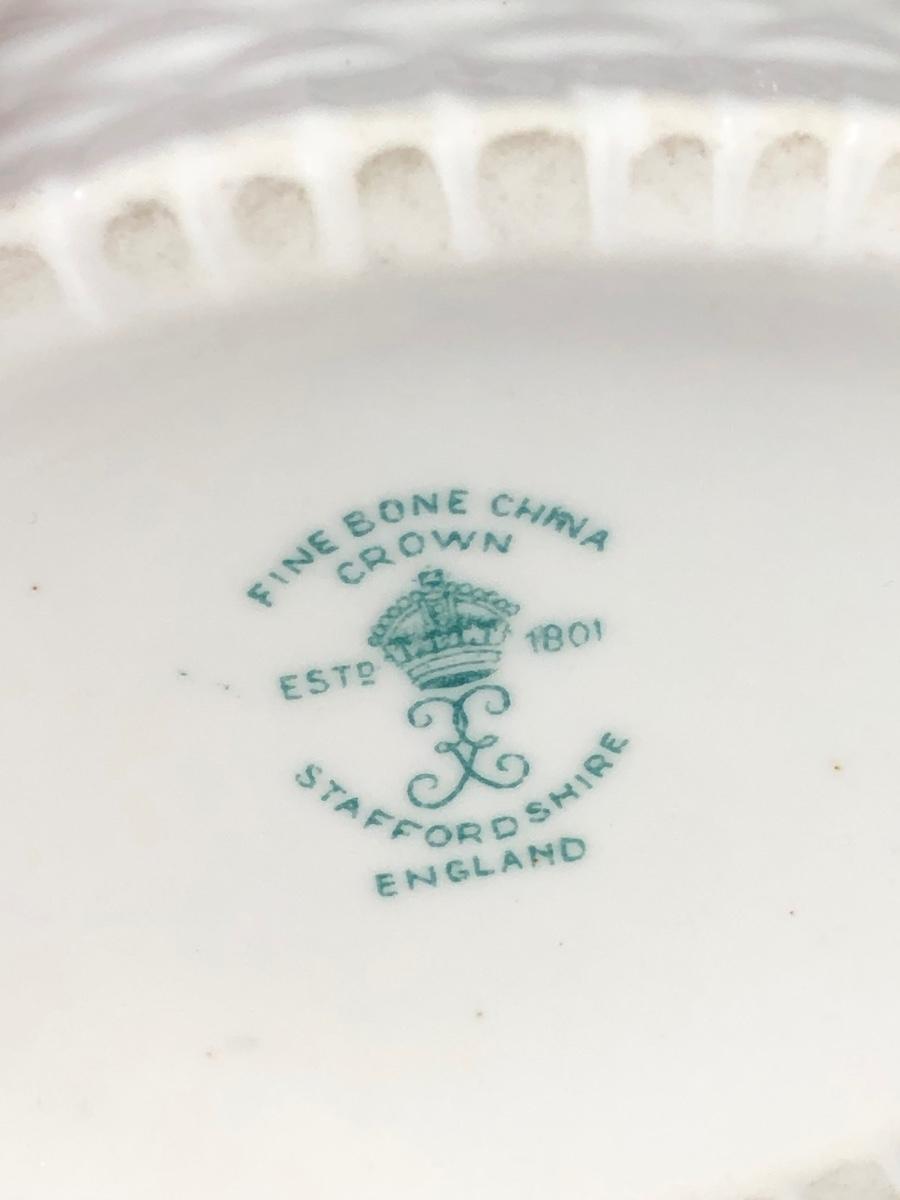 FINE BONE CHINA
CROWN
ESTD 1801
STAFFORDSHIRE
ENGLAND